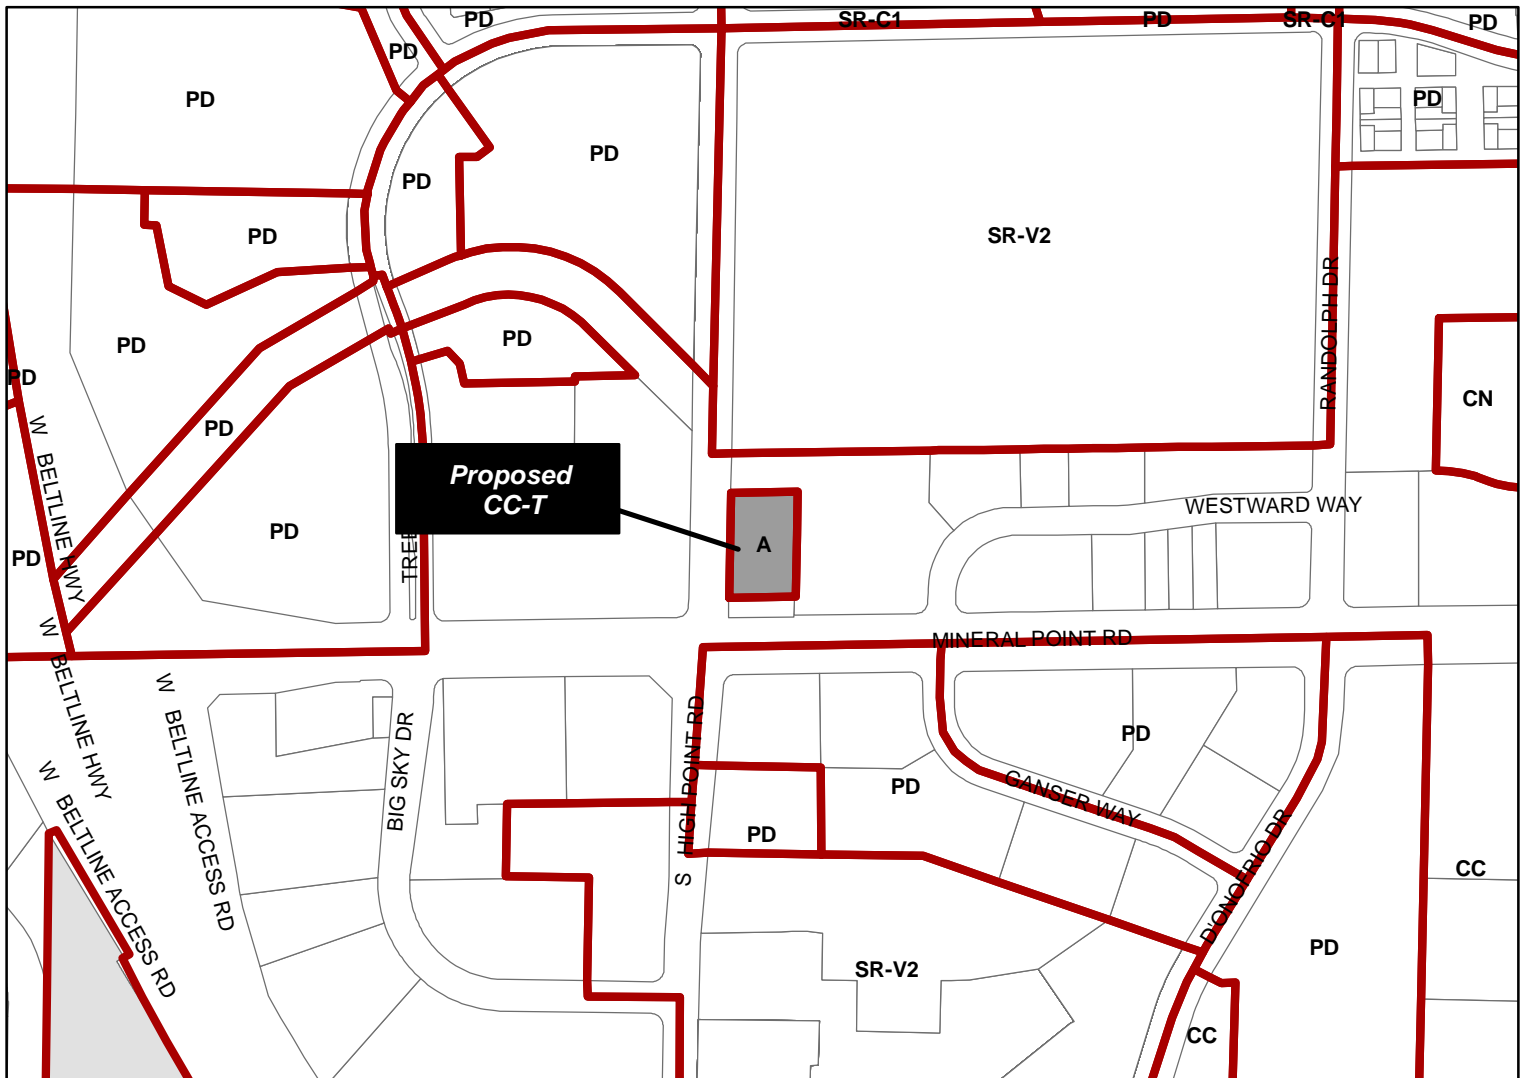 PD
SR-C1
PD
SR-C1
PD
PD
PD
PD
PD
PD
PD
SR-V2
PD
RANDOLPH DR
PD
PD
PD
CN
W BELTLINE HWY
PD
Proposed
CC-T
WESTWARD WAY
PD
A
PD
TREE
MINERAL POINT RD
W BELTLINE HWY
W BELTLINE ACCESS RD
BIG SKY DR
S HIGH POINT RD
PD
PD
GANSER WAY
PD
D'ONOFRIO DR
W BELTLINE ACCESS RD
CC
PD
SR-V2
CC